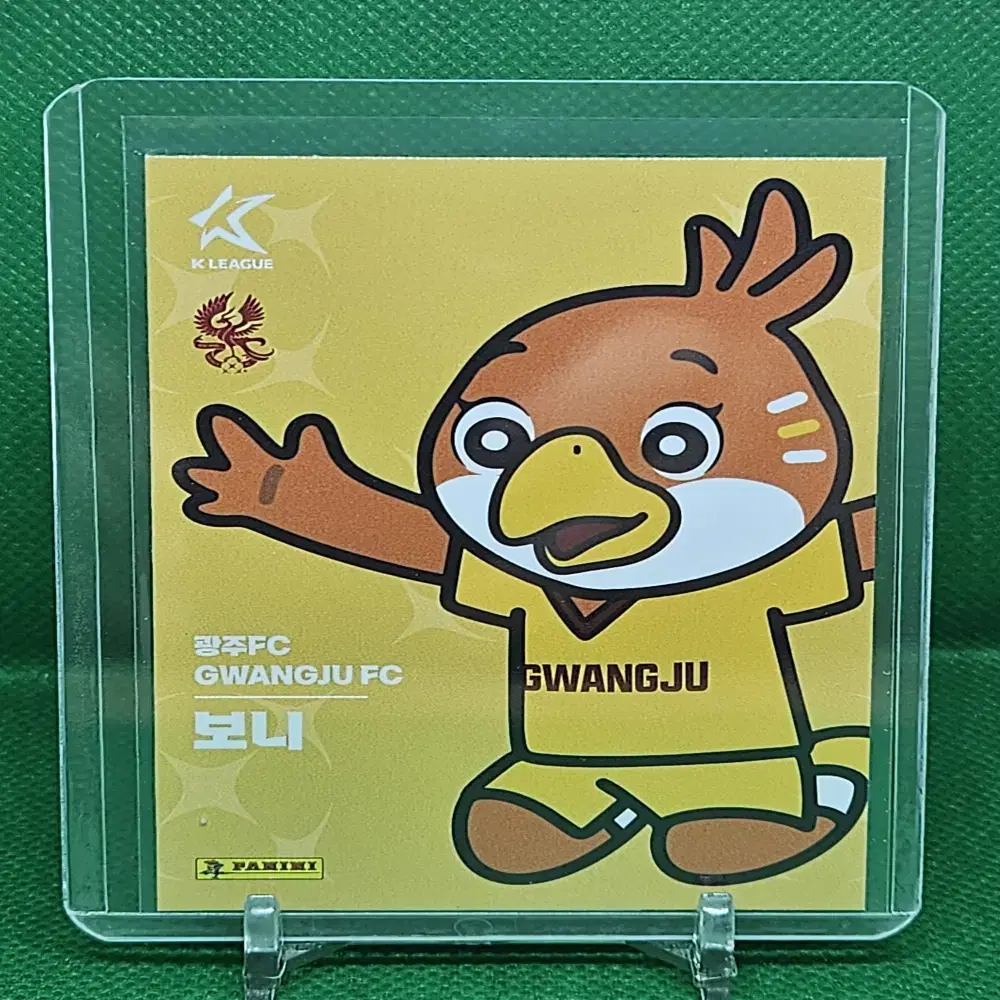 K LEAGUE
광주FC
GWANGJU FC
보니
GWANGJU
PANINI